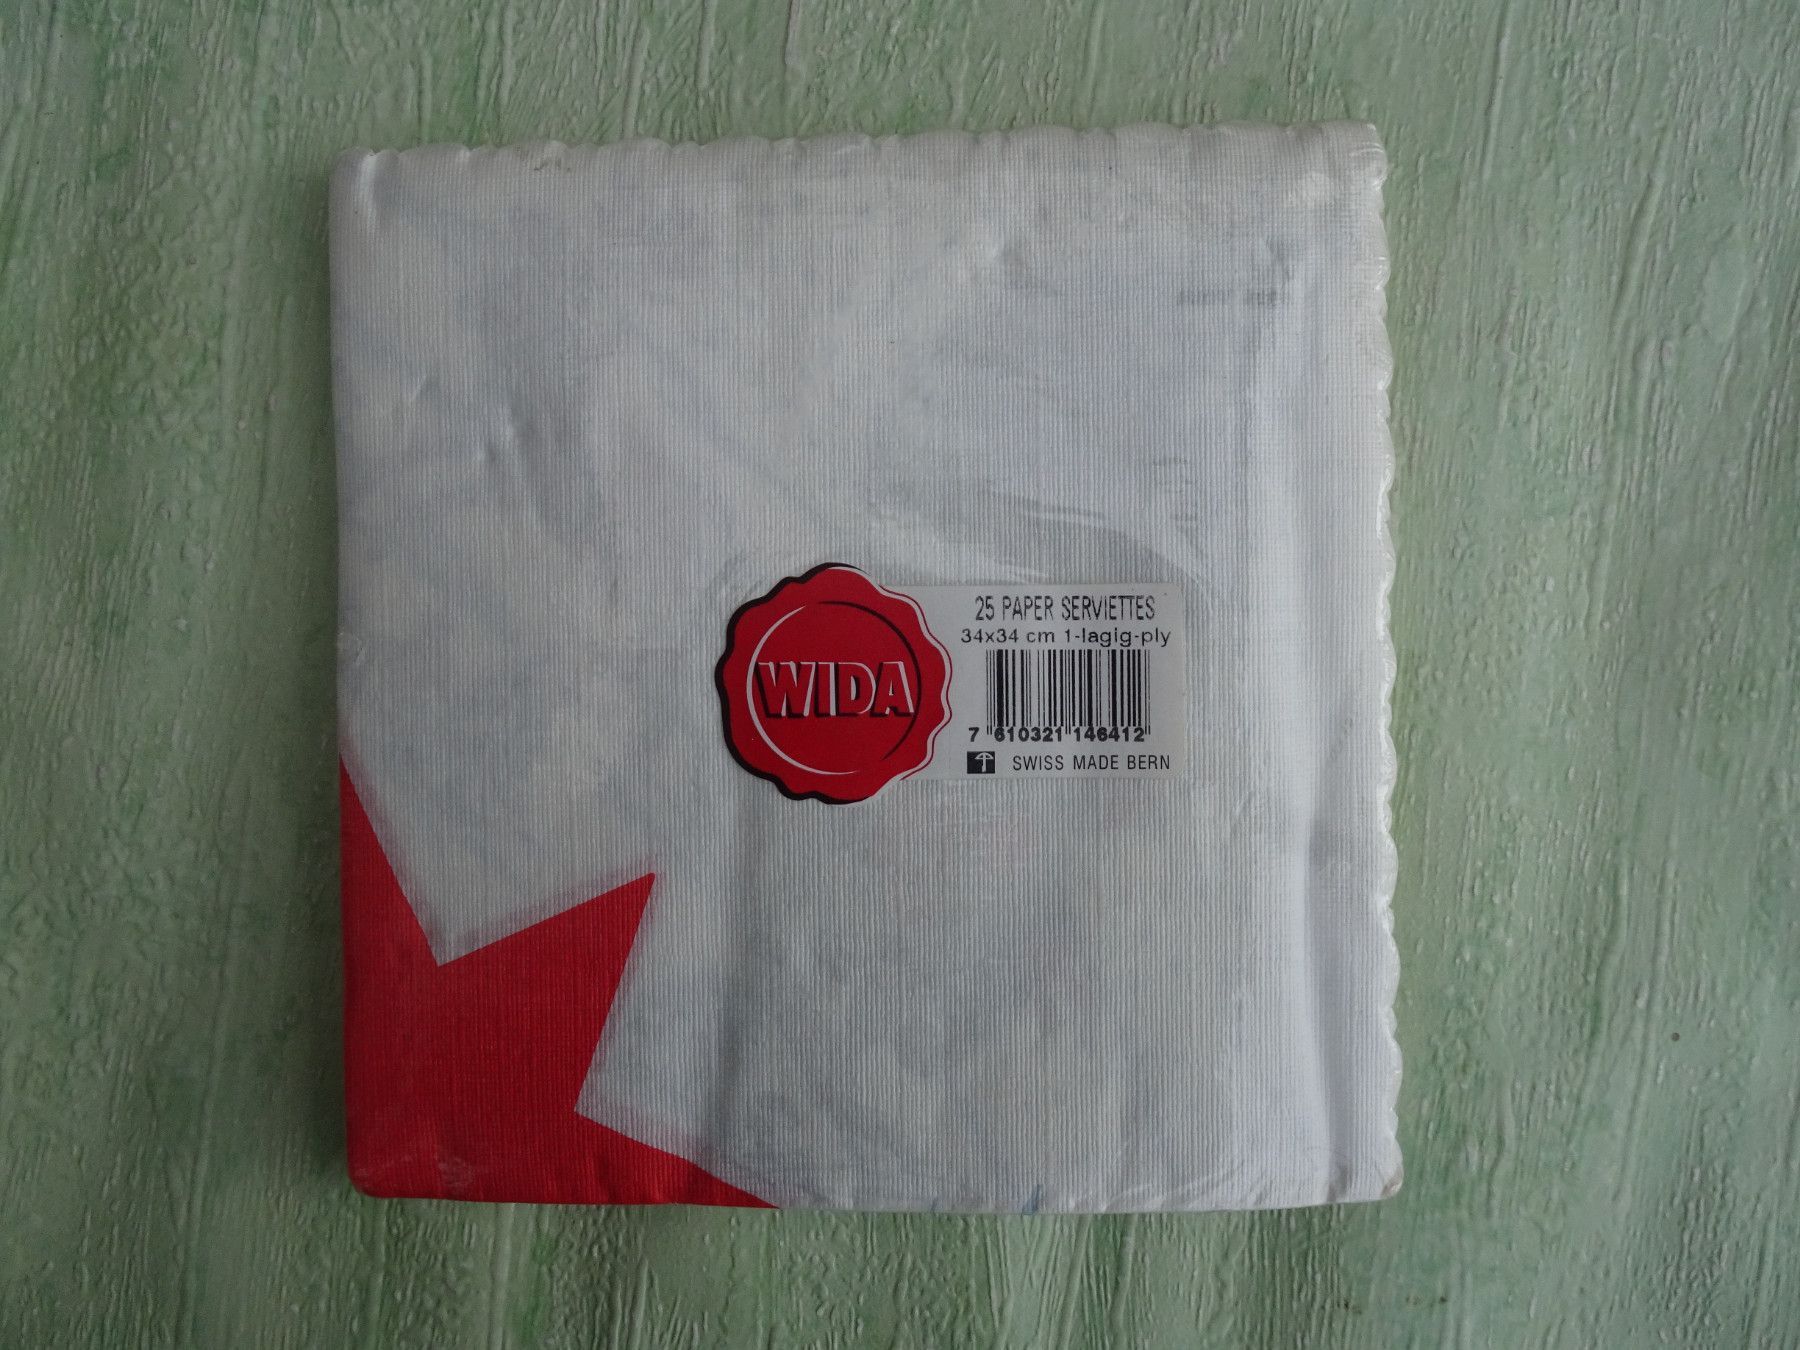 WIDA
25 PAPER SERVIETTES
34x34 cm 1-lagig-ply
7 610321 146412
SWISS MADE BERN